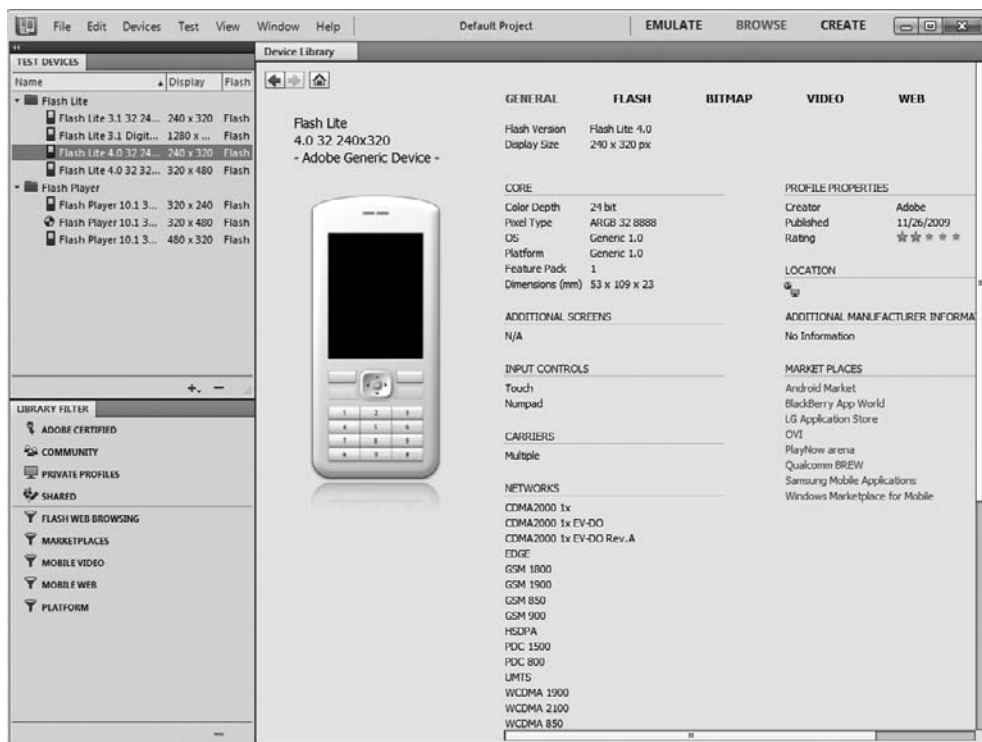 File Edit Devices Test View Window Help Default Project EMULATE BROWSE CREATE
TEST DEVICES
Name Display Flash
Flash Lite
Flash Lite 3.1 32 24... 240 x 320 Flash
Flash Lite 3.1 Digit... 1280 x ... Flash
Flash Lite 4.0 32 24... 240 x 320 Flash
Flash Lite 4.0 32 32... 320 x 480 Flash
Flash Player
Flash Player 10.1 3... 320 x 240 Flash
Flash Player 10.1 3... 320 x 480 Flash
Flash Player 10.1 3... 480 x 320 Flash
LIBRARY FILTER
ADOBE CERTIFIED
COMMUNITY
PRIVATE PROFILES
SHARED
FLASH WEB BROWSING
MARKETPLACES
MOBILE VIDEO
MOBILE WEB
PLATFORM
Device Library
Flash Lite
4.0 32 240x320
- Adobe Generic Device -
1 2 3
4 5 6
7 8 9
GENERAL FLASH BITMAP VIDEO WEB
Flash Version Flash Lite 4.0
Display Size 240 x 320 px
CORE
Color Depth 24 bit
Pixel Type ARGB 32 8888
OS Generic 1.0
Platform Generic 1.0
Feature Pack 1
Dimensions (mm) 53 x 109 x 23
ADDITIONAL SCREENS
N/A
INPUT CONTROLS
Touch
Numpad
CARRIERS
Multiple
NETWORKS
CDMA2000 1x
CDMA2000 1x EV-DO
CDMA2000 1x EV-DO Rev.A
EDGE
GSM 1800
GSM 1900
GSM 850
GSM 900
HSDPA
PDC 1500
PDC 800
UMTS
WCDMA 1900
WCDMA 2100
WCDMA 850
PROFILE PROPERTIES
Creator Adobe
Published 11/26/2009
Rating
LOCATION
ADDITIONAL MANUFACTURER INFORMA
No Information
MARKET PLACES
Android Market
BlackBerry App World
LG Application Store
OVI
PlayNow arena
Qualcomm BREW
Samsung Mobile Applications
Windows Marketplace for Mobile